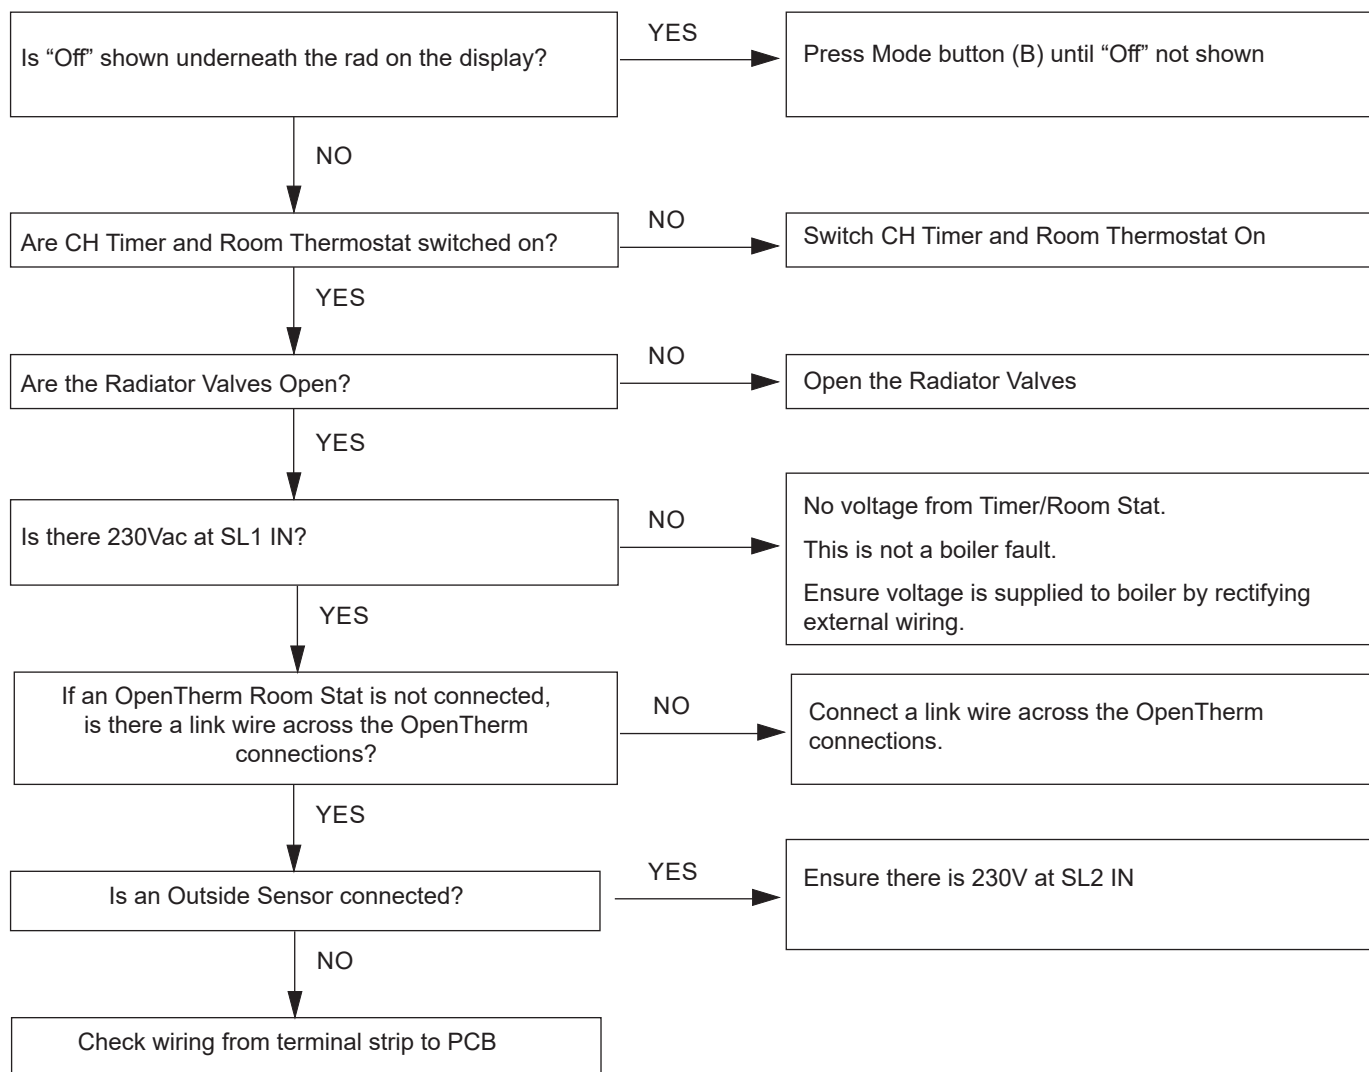 Is “Off” shown underneath the rad on the display?
YES
Press Mode button (B) until “Off” not shown
NO
Are CH Timer and Room Thermostat switched on?
NO
Switch CH Timer and Room Thermostat On
YES
Are the Radiator Valves Open?
NO
Open the Radiator Valves
YES
Is there 230Vac at SL1 IN?
NO
No voltage from Timer/Room Stat.
This is not a boiler fault.
Ensure voltage is supplied to boiler by rectifying
external wiring.
YES
If an OpenTherm Room Stat is not connected,
is there a link wire across the OpenTherm
connections?
NO
Connect a link wire across the OpenTherm
connections.
YES
Is an Outside Sensor connected?
YES
Ensure there is 230V at SL2 IN
NO
Check wiring from terminal strip to PCB